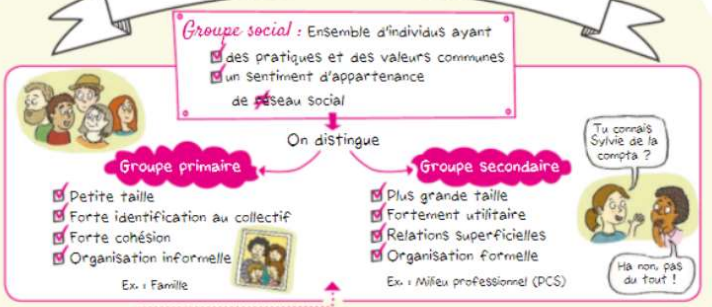 Groupe social : Ensemble d'individus ayant
des pratiques et des valeurs communes
un sentiment d'appartenance
de réseau social
On distingue
Groupe primaire
Petite taille
Forte identification au collectif
Forte cohésion
Organisation informelle
Ex. : Famille
Groupe secondaire
Plus grande taille
Fortement utilitaire
Relations superficielles
Organisation formelle
Ex. : Milieu professionnel (PCS)
Tu connais
Sylvie de la
compta ?
Ha non, pas
du tout !